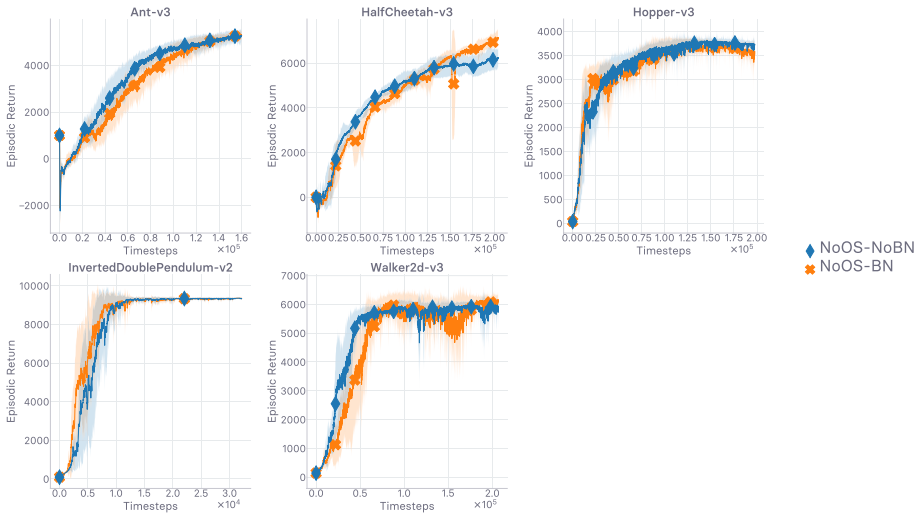 Ant-v3
Episodic Return
4000
2000
0
−2000
0.0 0.2 0.4 0.6 0.8 1.0 1.2 1.4 1.6
Timesteps ×10⁵
HalfCheetah-v3
Episodic Return
6000
4000
2000
0
0.00 0.25 0.50 0.75 1.00 1.25 1.50 1.75 2.00
Timesteps ×10⁵
Hopper-v3
Episodic Return
4000
3500
3000
2500
2000
1500
1000
500
0
0.00 0.25 0.50 0.75 1.00 1.25 1.50 1.75 2.00
Timesteps ×10⁵
NoOS-NoBN
NoOS-BN
InvertedDoublePendulum-v2
Episodic Return
10000
8000
6000
4000
2000
0
0.0 0.5 1.0 1.5 2.0 2.5 3.0
Timesteps ×10⁴
Walker2d-v3
Episodic Return
7000
6000
5000
4000
3000
2000
1000
0
0.0 0.5 1.0 1.5 2.0
Timesteps ×10⁵